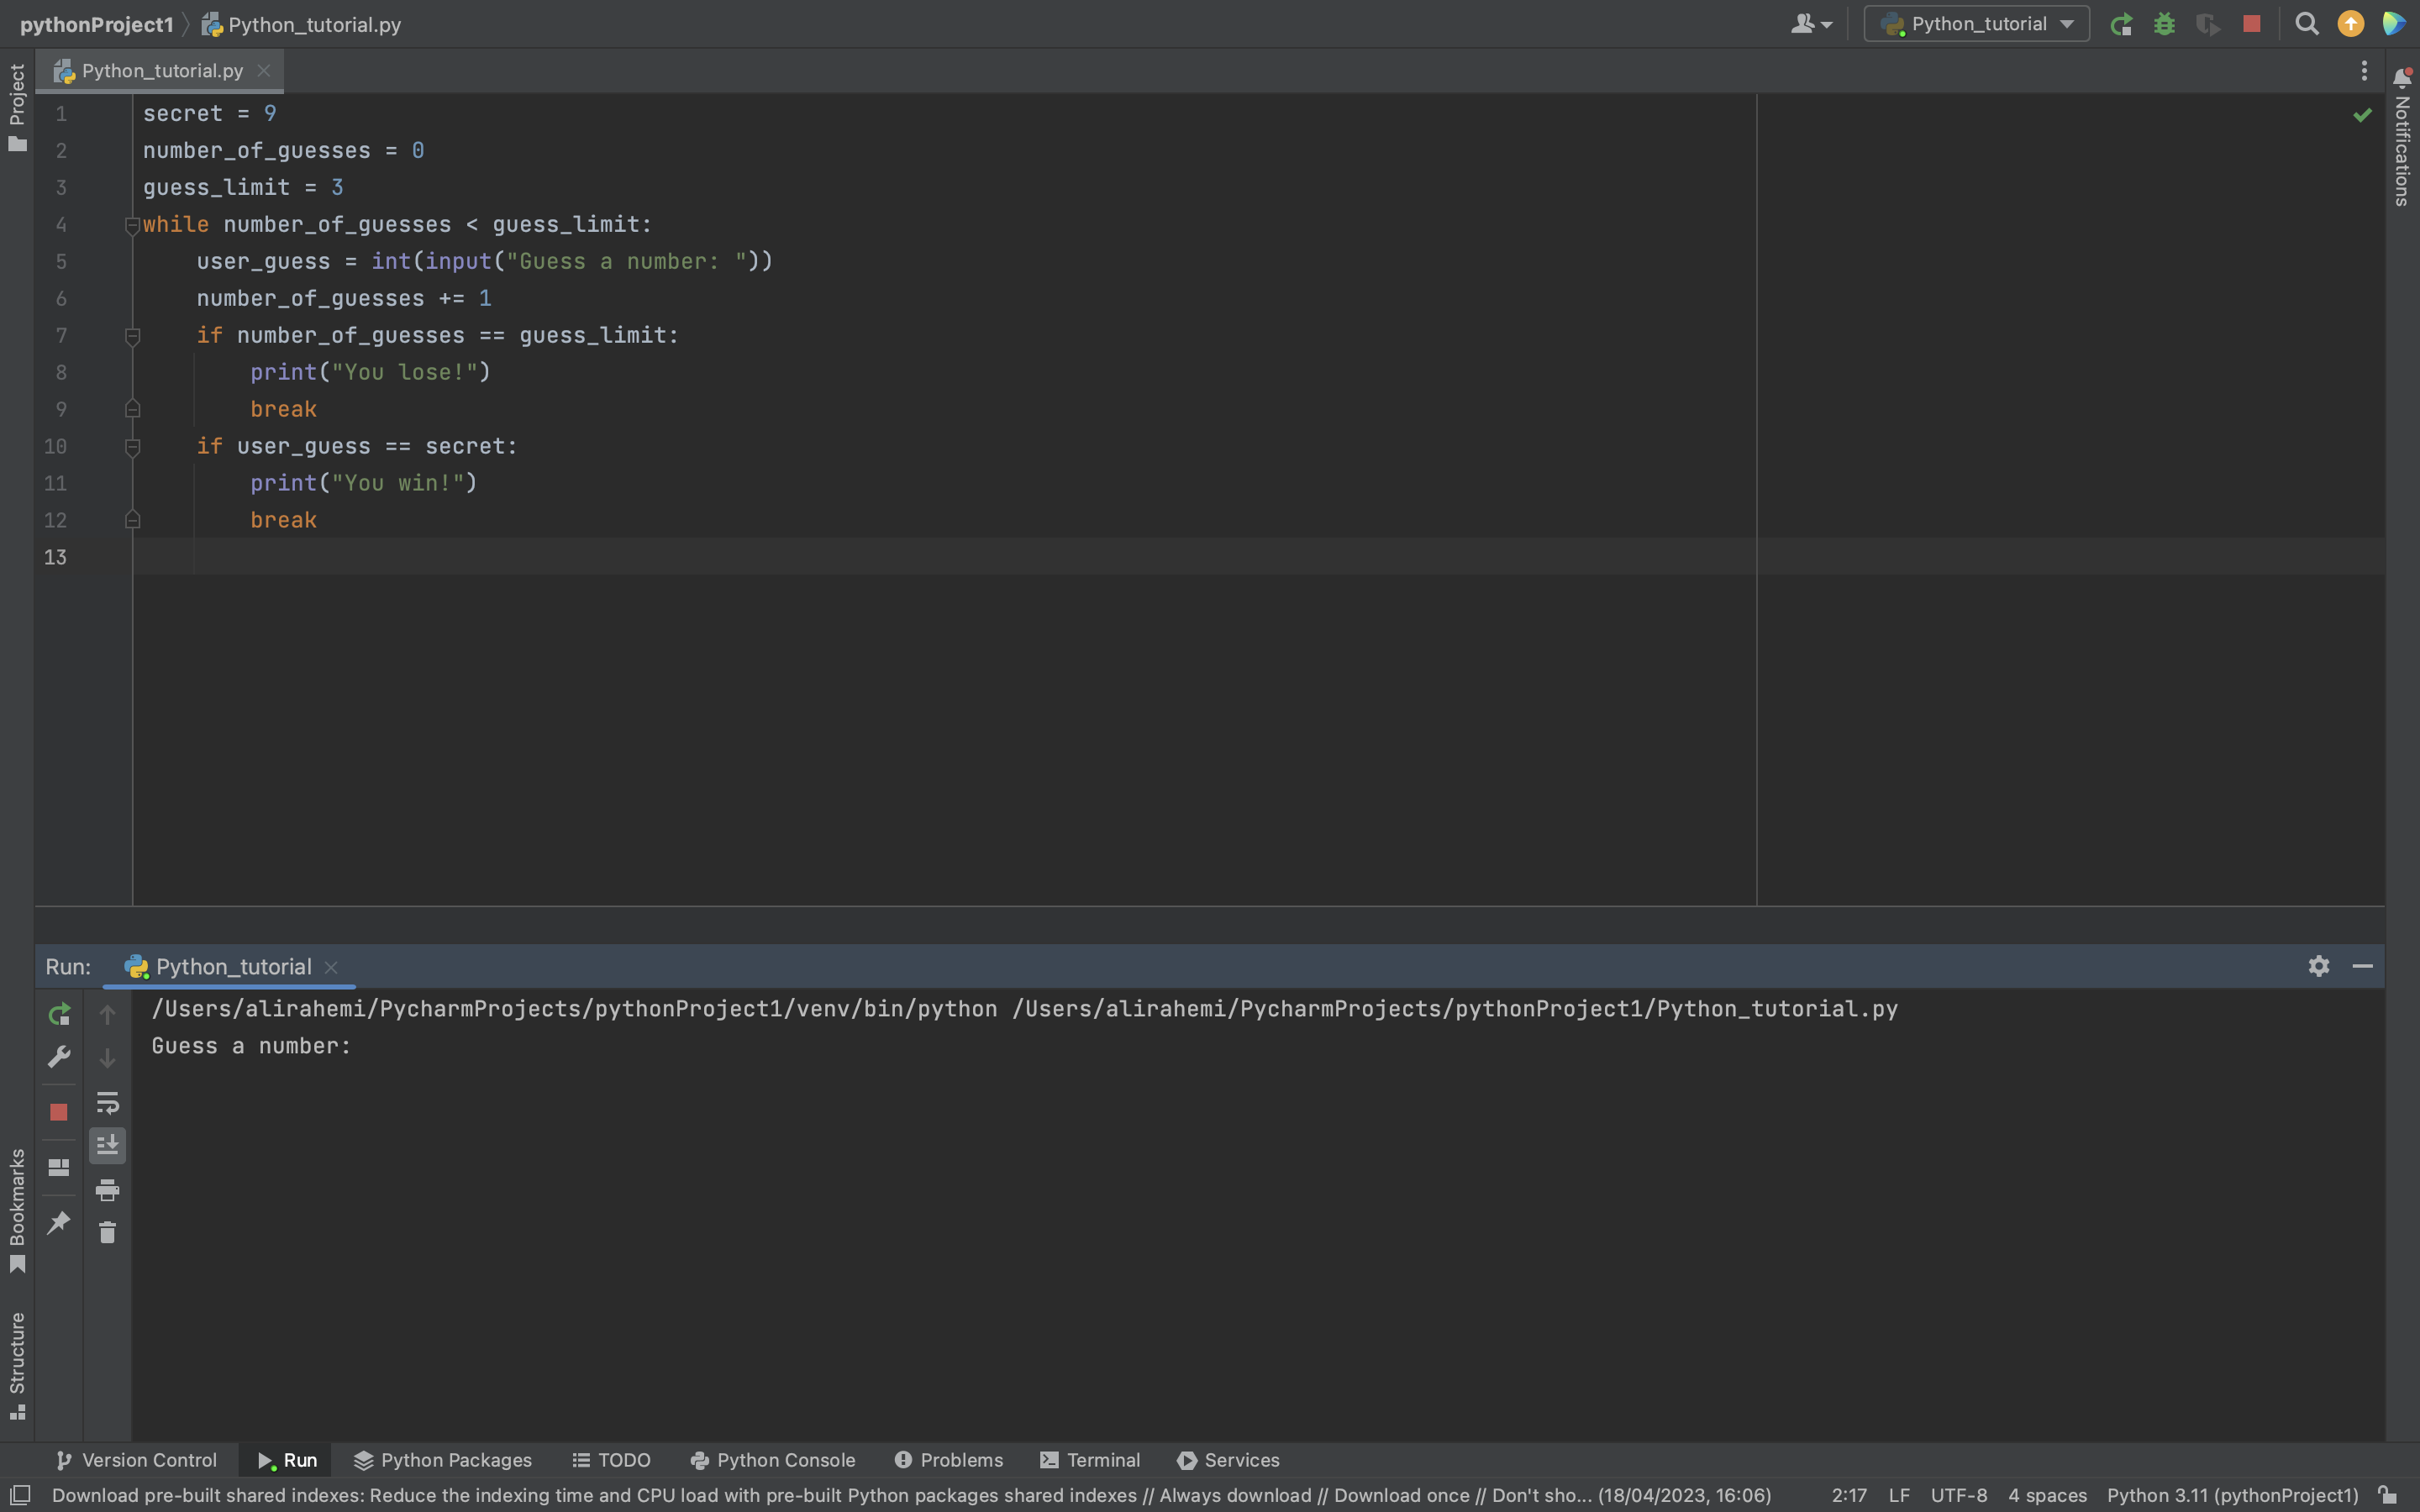 pythonProject1 Python_tutorial.py
Python_tutorial
Python_tutorial.py
Project
Notifications
1 secret = 9
2 number_of_guesses = 0
3 guess_limit = 3
4 while number_of_guesses < guess_limit:
5     user_guess = int(input("Guess a number: "))
6     number_of_guesses += 1
7     if number_of_guesses == guess_limit:
8         print("You lose!")
9         break
10     if user_guess == secret:
11         print("You win!")
12         break
13
Run: Python_tutorial
/Users/alirahemi/PycharmProjects/pythonProject1/venv/bin/python /Users/alirahemi/PycharmProjects/pythonProject1/Python_tutorial.py
Guess a number:
Bookmarks
Structure
Version Control Run Python Packages TODO Python Console Problems Terminal Services
Download pre-built shared indexes: Reduce the indexing time and CPU load with pre-built Python packages shared indexes // Always download // Download once // Don't sho... (18/04/2023, 16:06) 2:17 LF UTF-8 4 spaces Python 3.11 (pythonProject1)